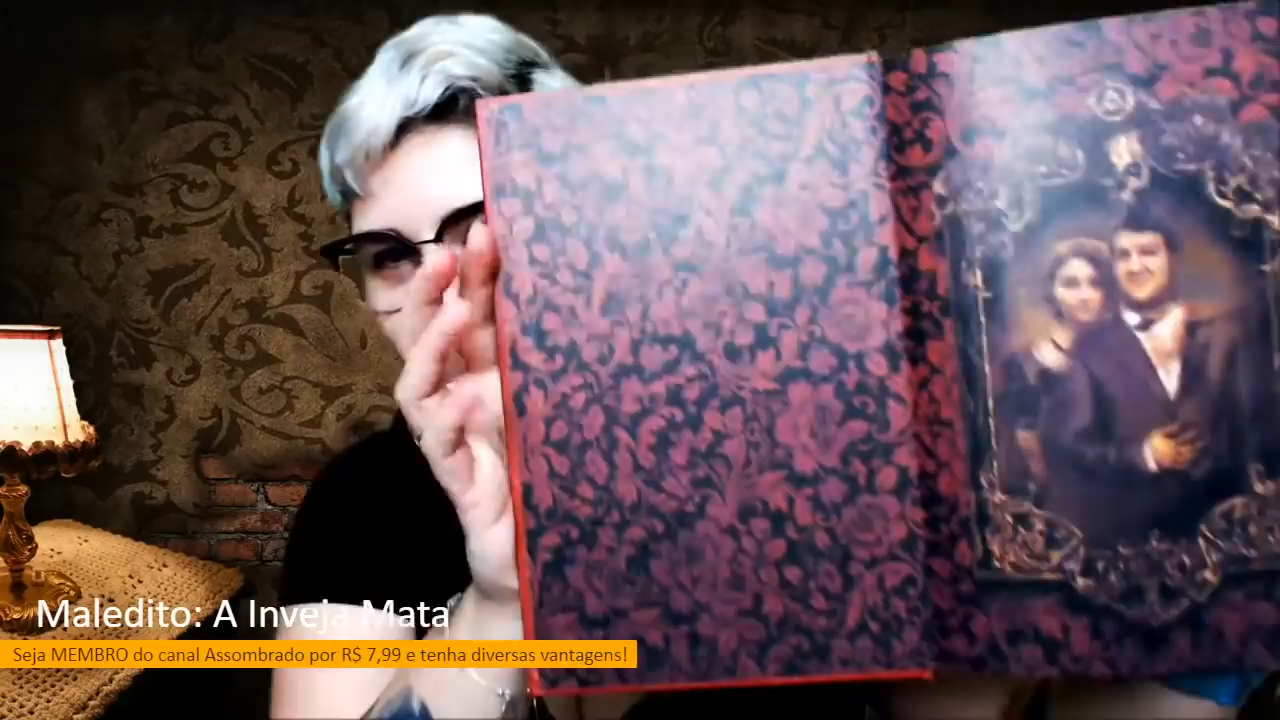 Maledito: A Inveja Mata
Seja MEMBRO do canal Assombrado por R$ 7,99 e tenha diversas vantagens!